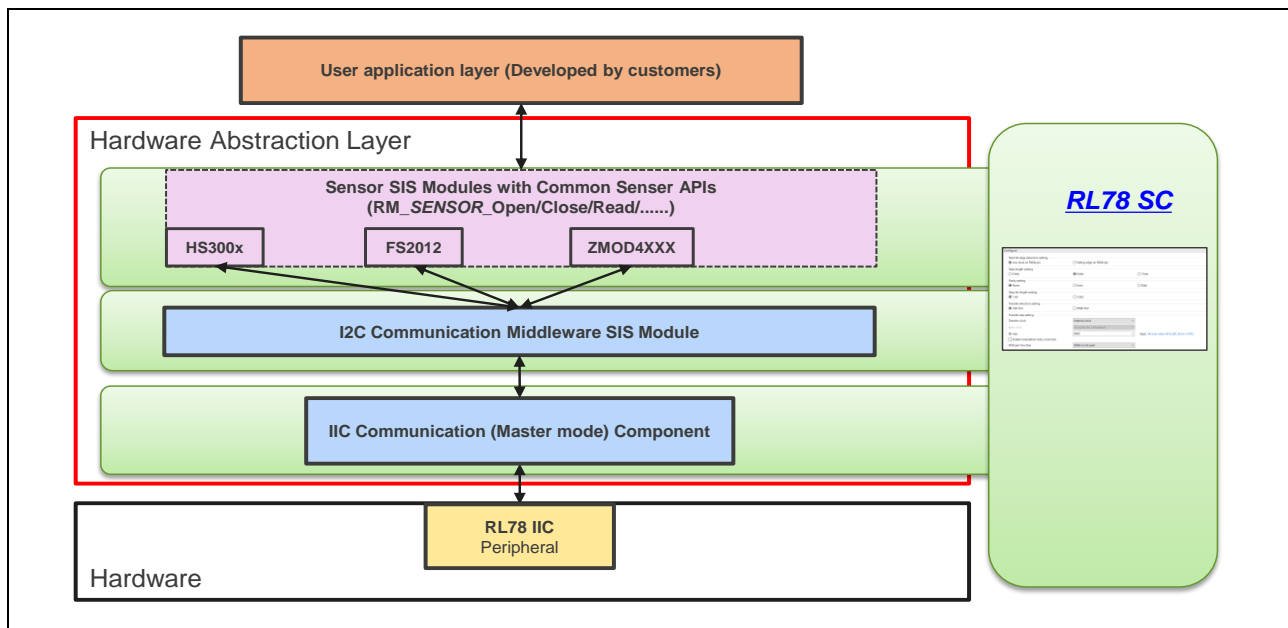 User application layer (Developed by customers)
Hardware Abstraction Layer
Sensor SIS Modules with Common Senser APIs
(RM_SENSOR_Open/Close/Read/......)
HS300x
FS2012
ZMOD4XXX
I2C Communication Middleware SIS Module
IIC Communication (Master mode) Component
RL78 IIC
Peripheral
Hardware
RL78 SC